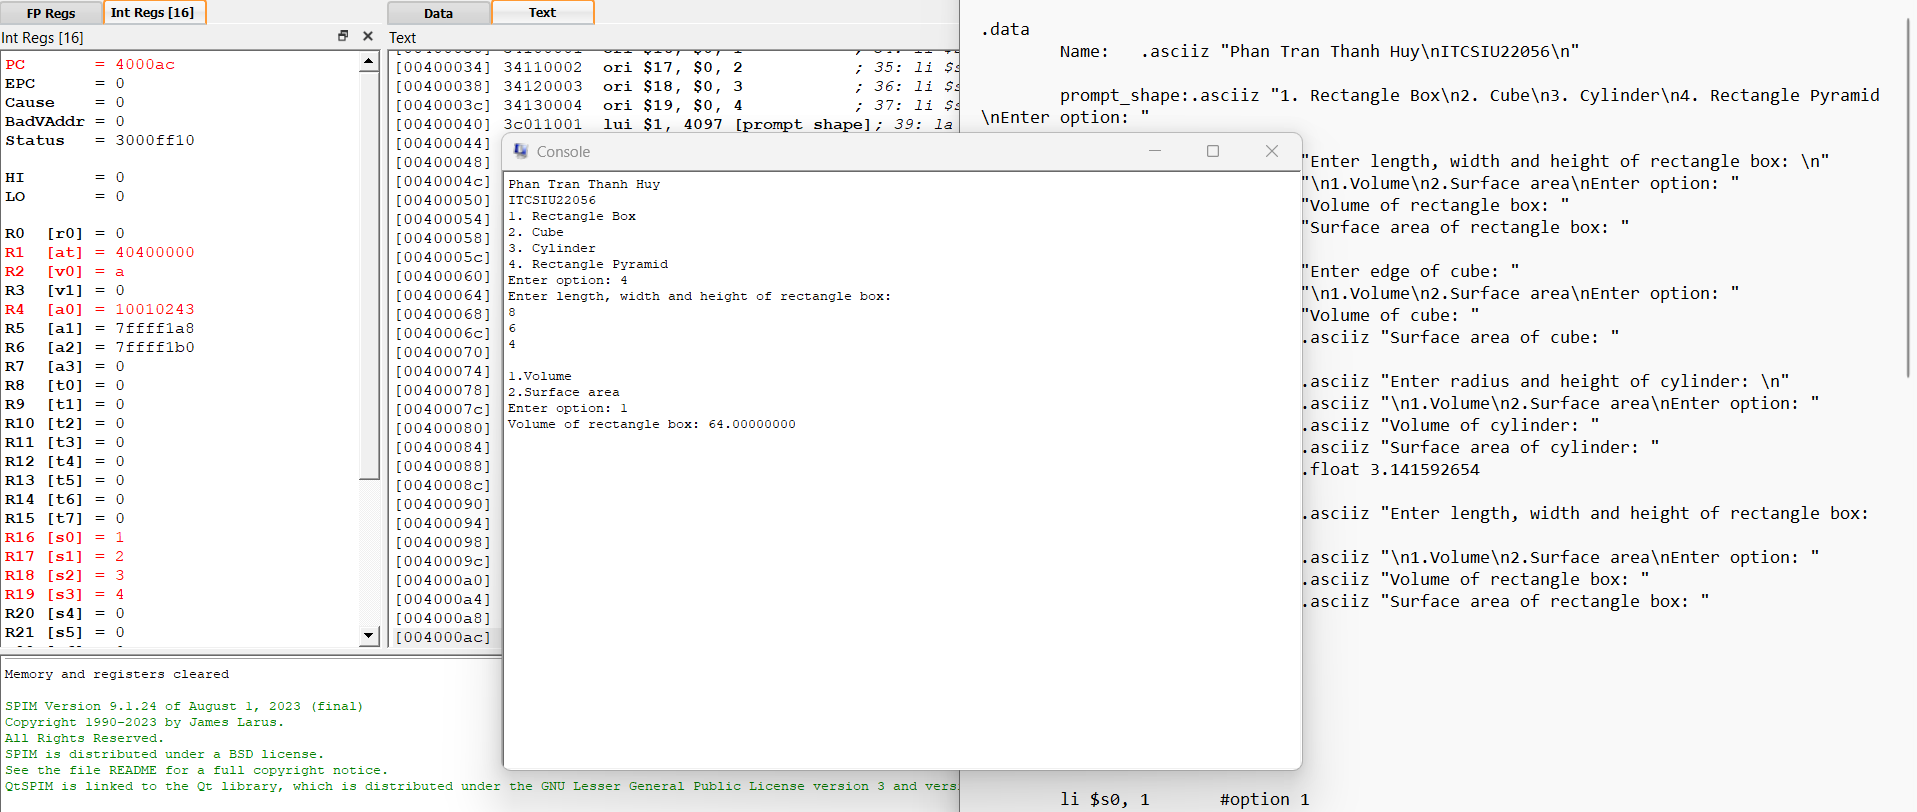 FP Regs
Int Regs [16]
Data
Text
Int Regs [16]
PC = 4000ac
EPC = 0
Cause = 0
BadVAddr = 0
Status = 3000ff10
HI = 0
LO = 0
R0 [r0] = 0
R1 [at] = 40400000
R2 [v0] = a
R3 [v1] = 0
R4 [a0] = 10010243
R5 [a1] = 7ffff1a8
R6 [a2] = 7ffff1b0
R7 [a3] = 0
R8 [t0] = 0
R9 [t1] = 0
R10 [t2] = 0
R11 [t3] = 0
R12 [t4] = 0
R13 [t5] = 0
R14 [t6] = 0
R15 [t7] = 0
R16 [s0] = 1
R17 [s1] = 2
R18 [s2] = 3
R19 [s3] = 4
R20 [s4] = 0
R21 [s5] = 0
Text
[00400034] 34110002 ori $17, $0, 2 ; 35: li $s
[00400038] 34120003 ori $18, $0, 3 ; 36: li $s
[0040003c] 34130004 ori $19, $0, 4 ; 37: li $s
[00400040] 3c011001 lui $1, 4097 [prompt_shape]; 39: la
[00400044]
[00400048]
[0040004c]
[00400050]
[00400054]
[00400058]
[0040005c]
[00400060]
[00400064]
[00400068]
[0040006c]
[00400070]
[00400074]
[00400078]
[0040007c]
[00400080]
[00400084]
[00400088]
[0040008c]
[00400090]
[00400094]
[00400098]
[0040009c]
[004000a0]
[004000a4]
[004000a8]
[004000ac]
Console
Phan Tran Thanh Huy
ITCSIU22056
1. Rectangle Box
2. Cube
3. Cylinder
4. Rectangle Pyramid
Enter option: 4
Enter length, width and height of rectangle box:
8
6
4
1.Volume
2.Surface area
Enter option: 1
Volume of rectangle box: 64.00000000
.data
Name: .asciiz "Phan Tran Thanh Huy\nITCSIU22056\n"
prompt_shape:.asciiz "1. Rectangle Box\n2. Cube\n3. Cylinder\n4. Rectangle Pyramid
\nEnter option: "
"Enter length, width and height of rectangle box: \n"
"\n1.Volume\n2.Surface area\nEnter option: "
"Volume of rectangle box: "
"Surface area of rectangle box: "
"Enter edge of cube: "
"\n1.Volume\n2.Surface area\nEnter option: "
"Volume of cube: "
.asciiz "Surface area of cube: "
.asciiz "Enter radius and height of cylinder: \n"
.asciiz "\n1.Volume\n2.Surface area\nEnter option: "
.asciiz "Volume of cylinder: "
.asciiz "Surface area of cylinder: "
.float 3.141592654
.asciiz "Enter length, width and height of rectangle box:
.asciiz "\n1.Volume\n2.Surface area\nEnter option: "
.asciiz "Volume of rectangle box: "
.asciiz "Surface area of rectangle box: "
li $s0, 1 #option 1
Memory and registers cleared
SPIM Version 9.1.24 of August 1, 2023 (final)
Copyright 1990-2023 by James Larus.
All Rights Reserved.
SPIM is distributed under a BSD license.
See the file README for a full copyright notice.
QtSPIM is linked to the Qt library, which is distributed under the GNU Lesser General Public License version 3 and vers